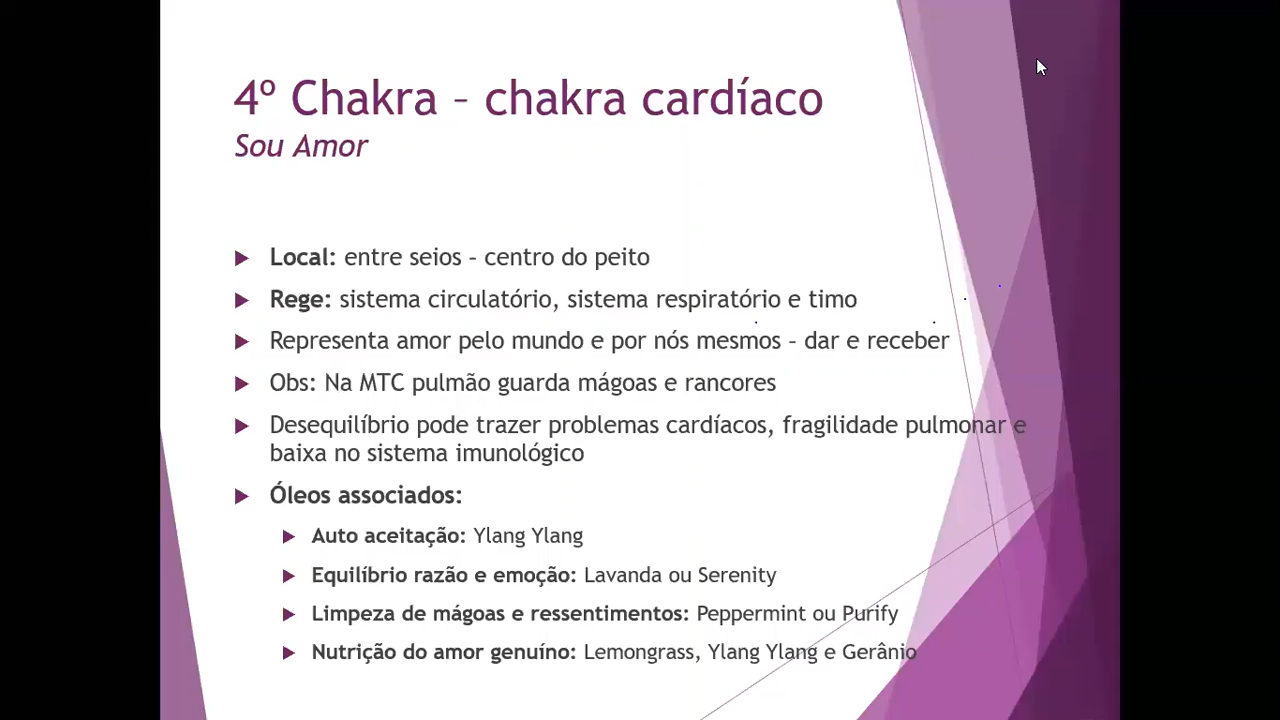 4º Chakra – chakra cardíaco
Sou Amor
Local: entre seios – centro do peito
Rege: sistema circulatório, sistema respiratório e timo
Representa amor pelo mundo e por nós mesmos – dar e receber
Obs: Na MTC pulmão guarda mágoas e rancores
Desequilíbrio pode trazer problemas cardíacos, fragilidade pulmonar e
baixa no sistema imunológico
Óleos associados:
Auto aceitação: Ylang Ylang
Equilíbrio razão e emoção: Lavanda ou Serenity
Limpeza de mágoas e ressentimentos: Peppermint ou Purify
Nutrição do amor genuíno: Lemongrass, Ylang Ylang e Gerânio